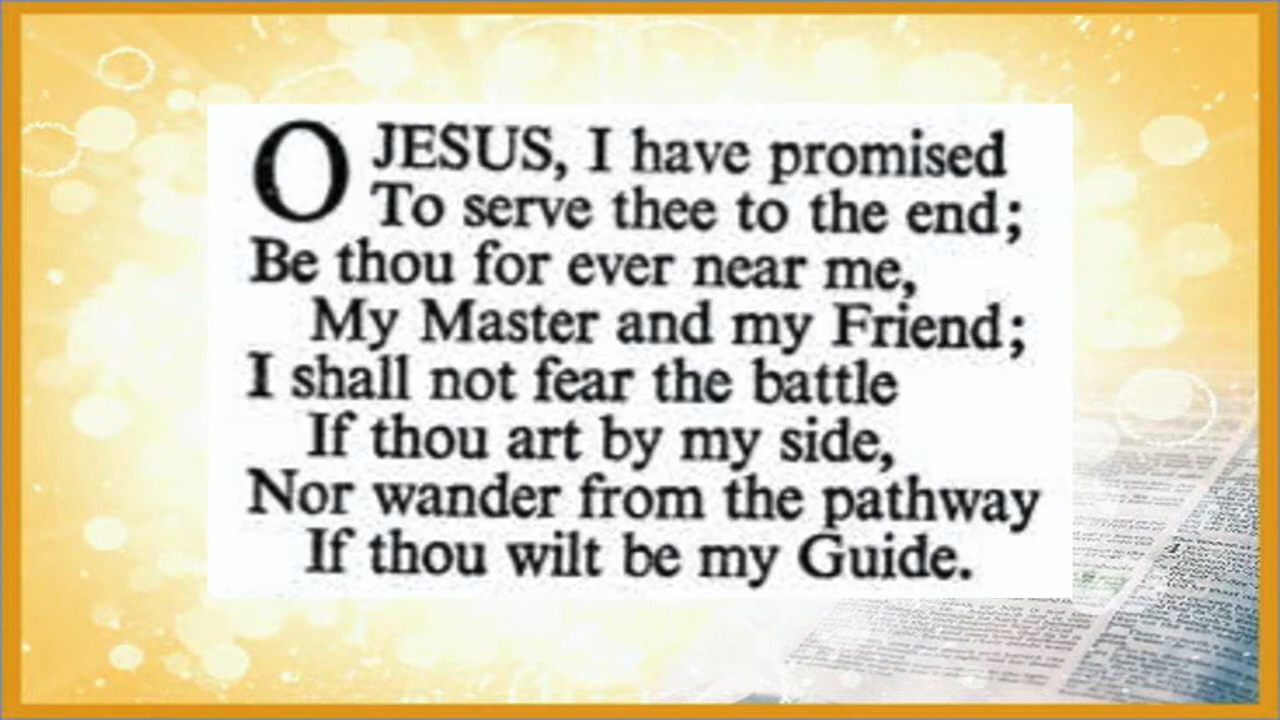 O JESUS, I have promised
To serve thee to the end;
Be thou for ever near me,
My Master and my Friend;
I shall not fear the battle
If thou art by my side,
Nor wander from the pathway
If thou wilt be my Guide.